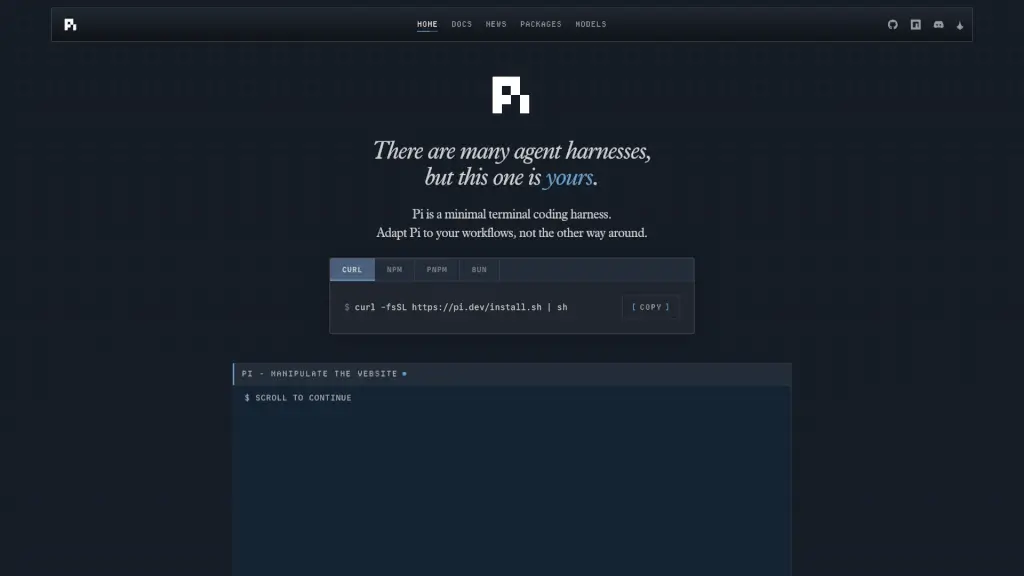 Pi
HOME DOCS NEWS PACKAGES MODELS
Pi
There are many agent harnesses,
but this one is yours.
Pi is a minimal terminal coding harness.
Adapt Pi to your workflows, not the other way around.
CURL NPM PNPM BUN
$ curl -fsSL https://pi.dev/install.sh | sh
[ COPY ]
PI - MANIPULATE THE WEBSITE
$ SCROLL TO CONTINUE